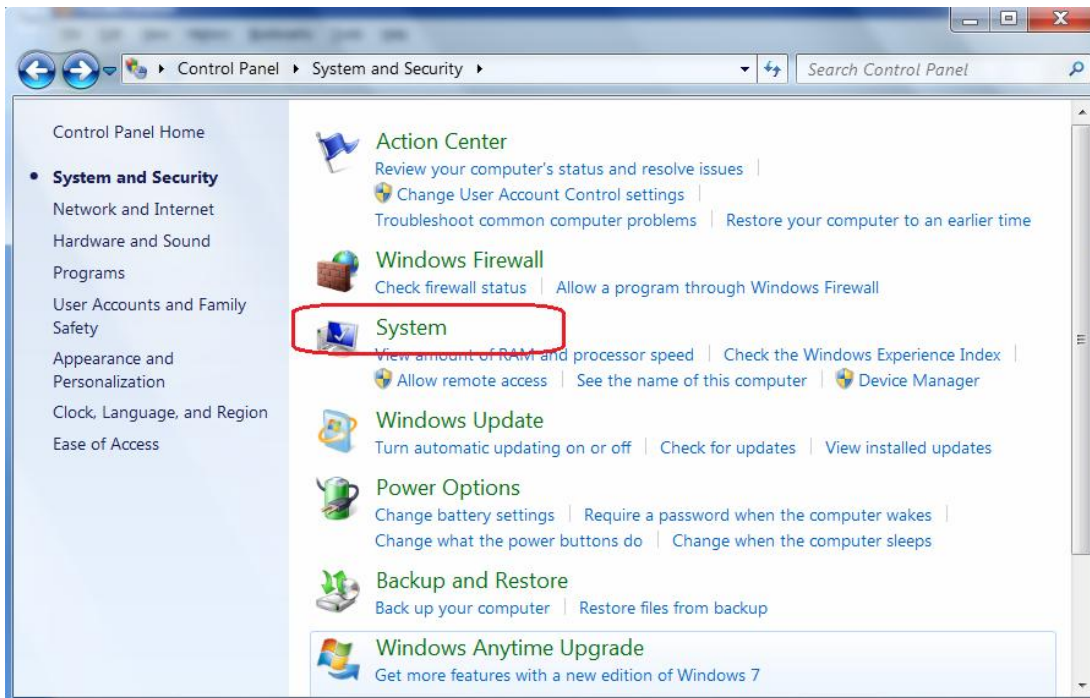 Control Panel ▸ System and Security ▸
Search Control Panel
Control Panel Home
System and Security
Network and Internet
Hardware and Sound
Programs
User Accounts and Family
Safety
Appearance and
Personalization
Clock, Language, and Region
Ease of Access
Action Center
Review your computer's status and resolve issues
Change User Account Control settings
Troubleshoot common computer problems | Restore your computer to an earlier time
Windows Firewall
Check firewall status | Allow a program through Windows Firewall
System
View amount of RAM and processor speed | Check the Windows Experience Index
Allow remote access | See the name of this computer | Device Manager
Windows Update
Turn automatic updating on or off | Check for updates | View installed updates
Power Options
Change battery settings | Require a password when the computer wakes
Change what the power buttons do | Change when the computer sleeps
Backup and Restore
Back up your computer | Restore files from backup
Windows Anytime Upgrade
Get more features with a new edition of Windows 7